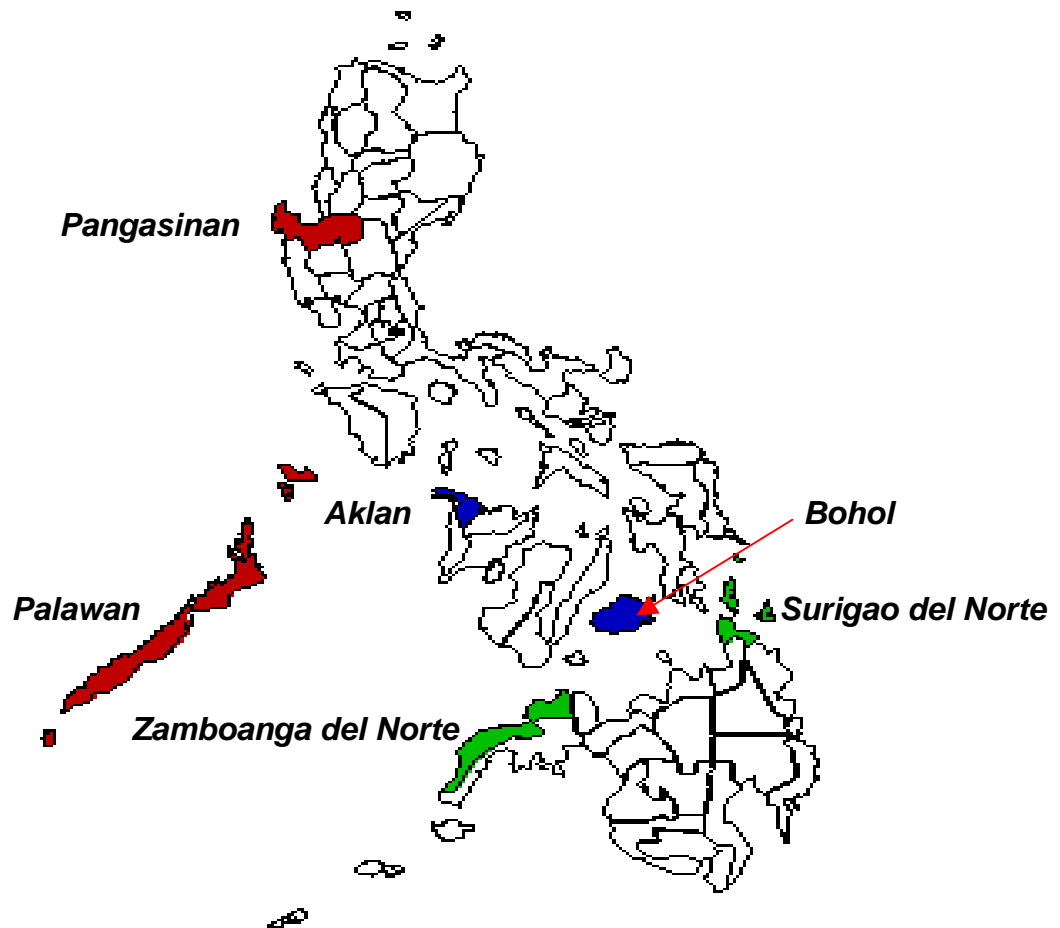 Pangasinan
Aklan
Bohol
Palawan
Surigao del Norte
Zamboanga del Norte